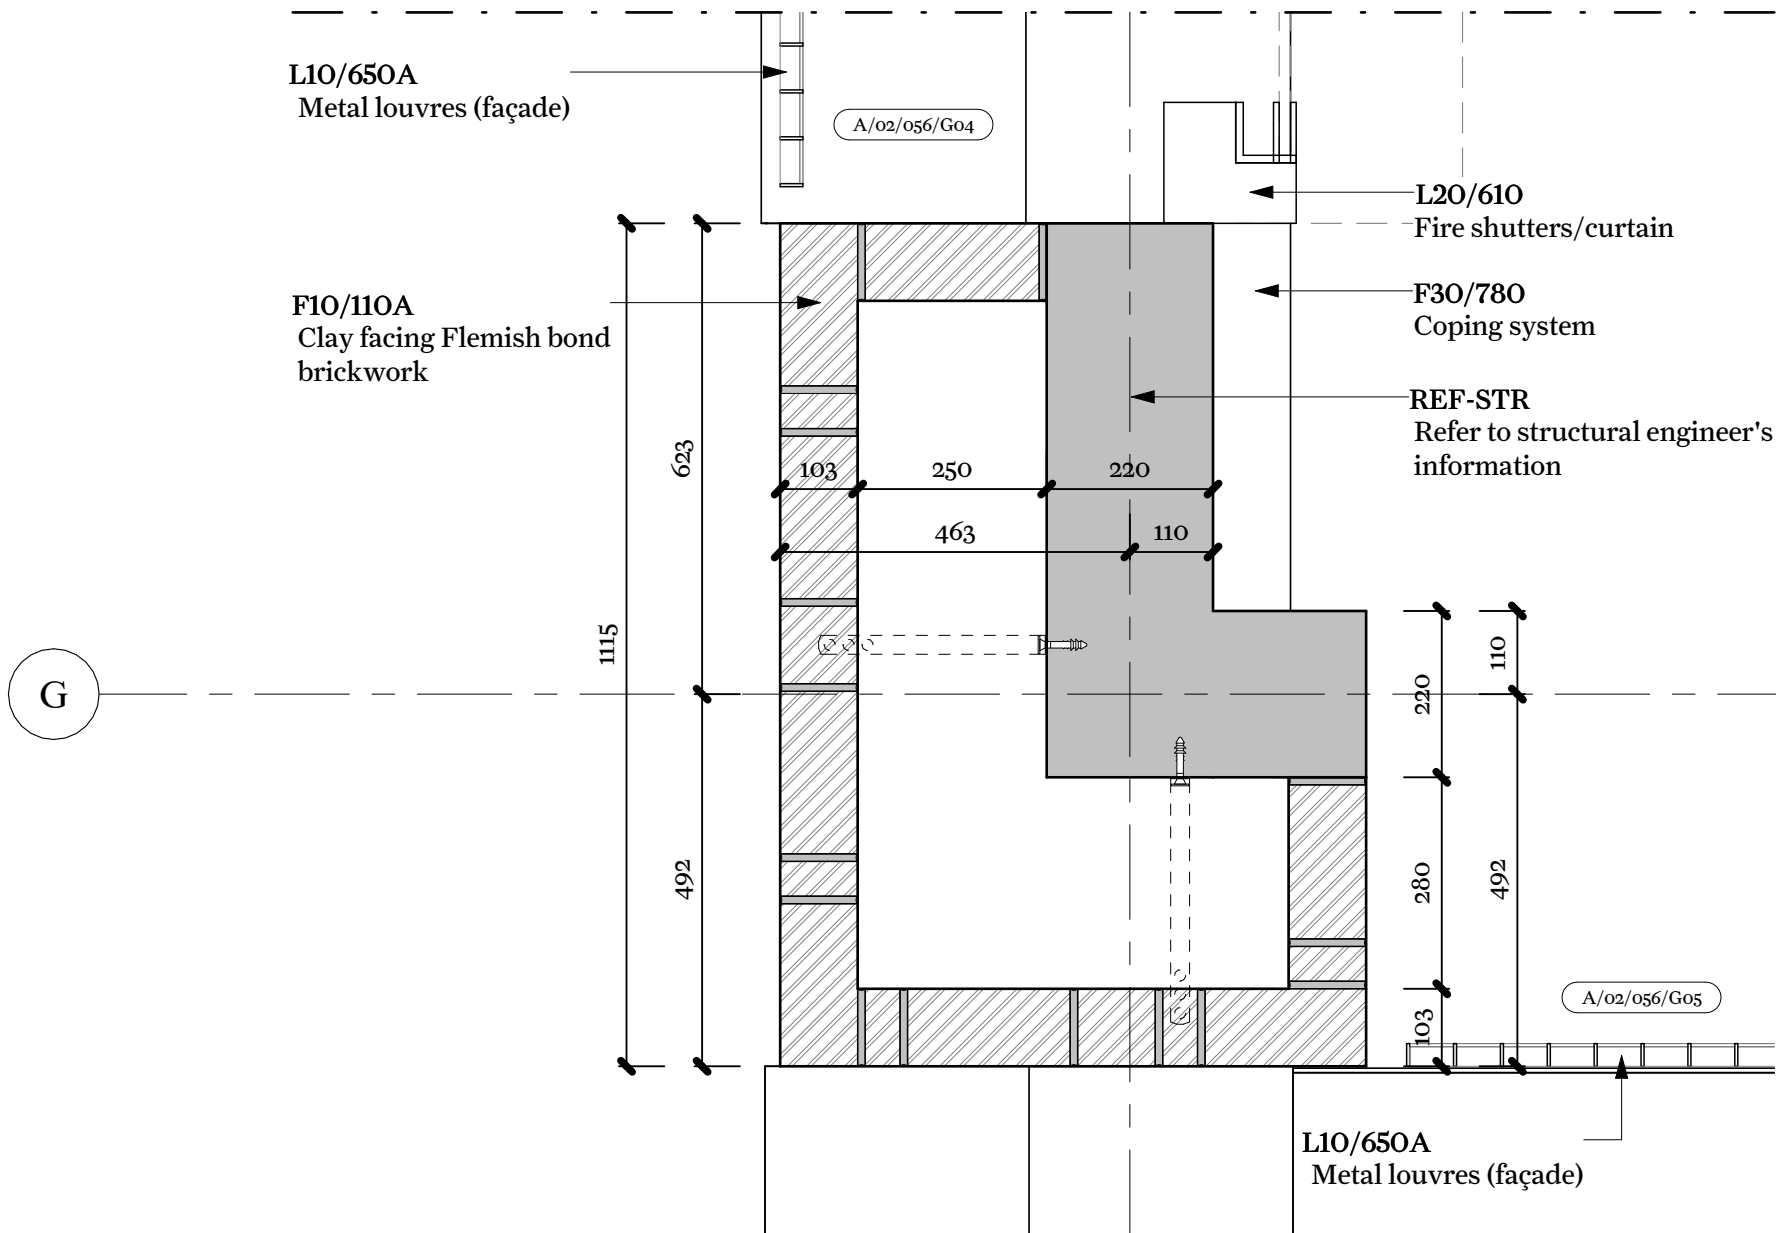 L10/650A
Metal louvres (façade)
A/02/056/G04
L20/610
Fire shutters/curtain
F10/110A
Clay facing Flemish bond
brickwork
F30/780
Coping system
REF-STR
Refer to structural engineer's
information
623
103
250
220
463
110
1115
G
110
220
492
280
492
103
A/02/056/G05
L10/650A
Metal louvres (façade)